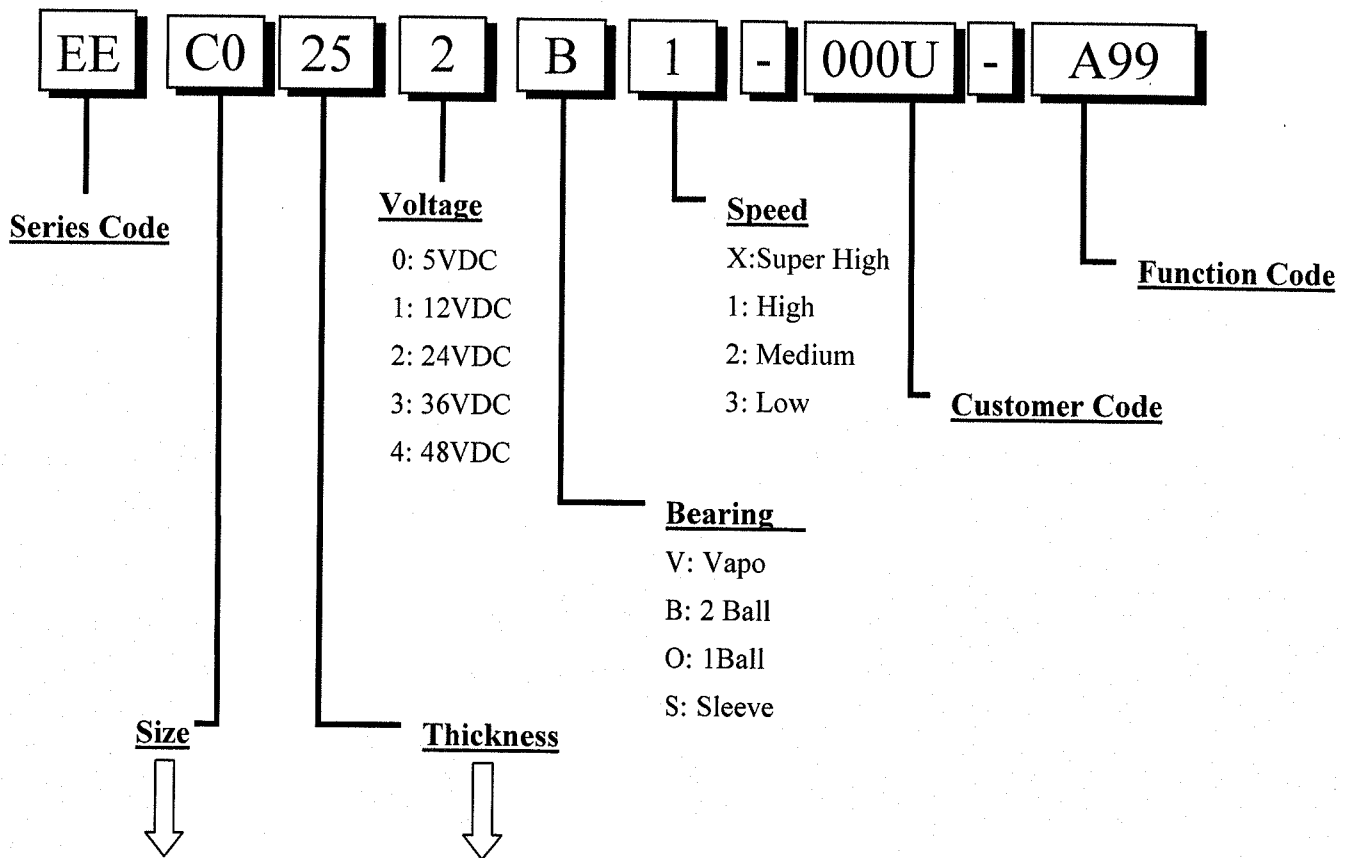 EE C0 25 2 B 1 - 000U - A99
Series Code
Voltage
0: 5VDC
1: 12VDC
2: 24VDC
3: 36VDC
4: 48VDC
Speed
X:Super High
1: High
2: Medium
3: Low
Function Code
Customer Code
Bearing
V: Vapo
B: 2 Ball
O: 1Ball
S: Sleeve
Size
Thickness